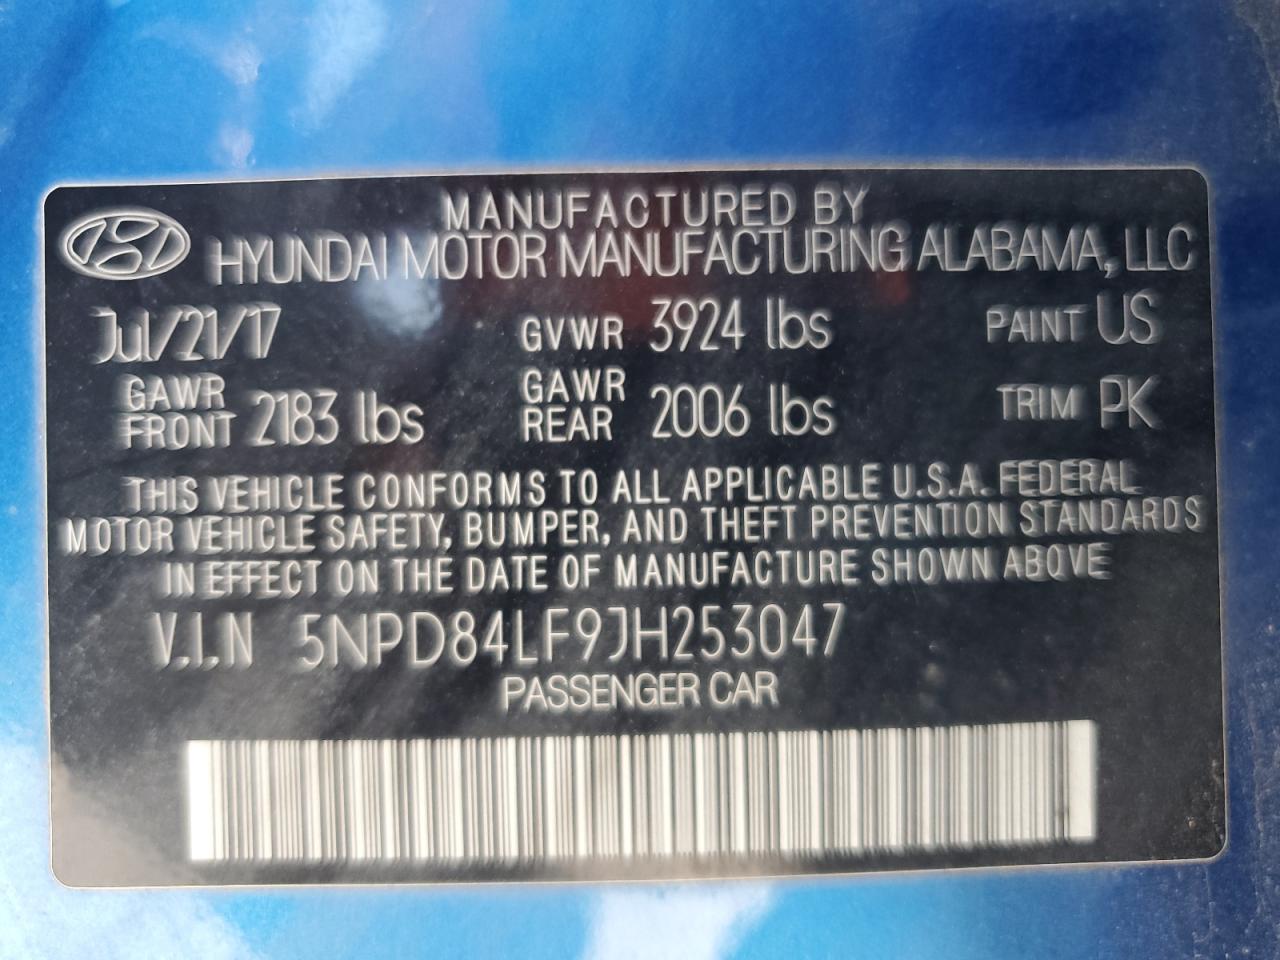 MANUFACTURED BY
HYUNDAI MOTOR MANUFACTURING ALABAMA, LLC
Jul/21/17 GVWR 3924 lbs PAINT US
GAWR FRONT 2183 lbs GAWR REAR 2006 lbs TRIM PK
THIS VEHICLE CONFORMS TO ALL APPLICABLE U.S.A. FEDERAL
MOTOR VEHICLE SAFETY, BUMPER, AND THEFT PREVENTION STANDARDS
IN EFFECT ON THE DATE OF MANUFACTURE SHOWN ABOVE
V.I.N 5NPD84LF9JH253047
PASSENGER CAR